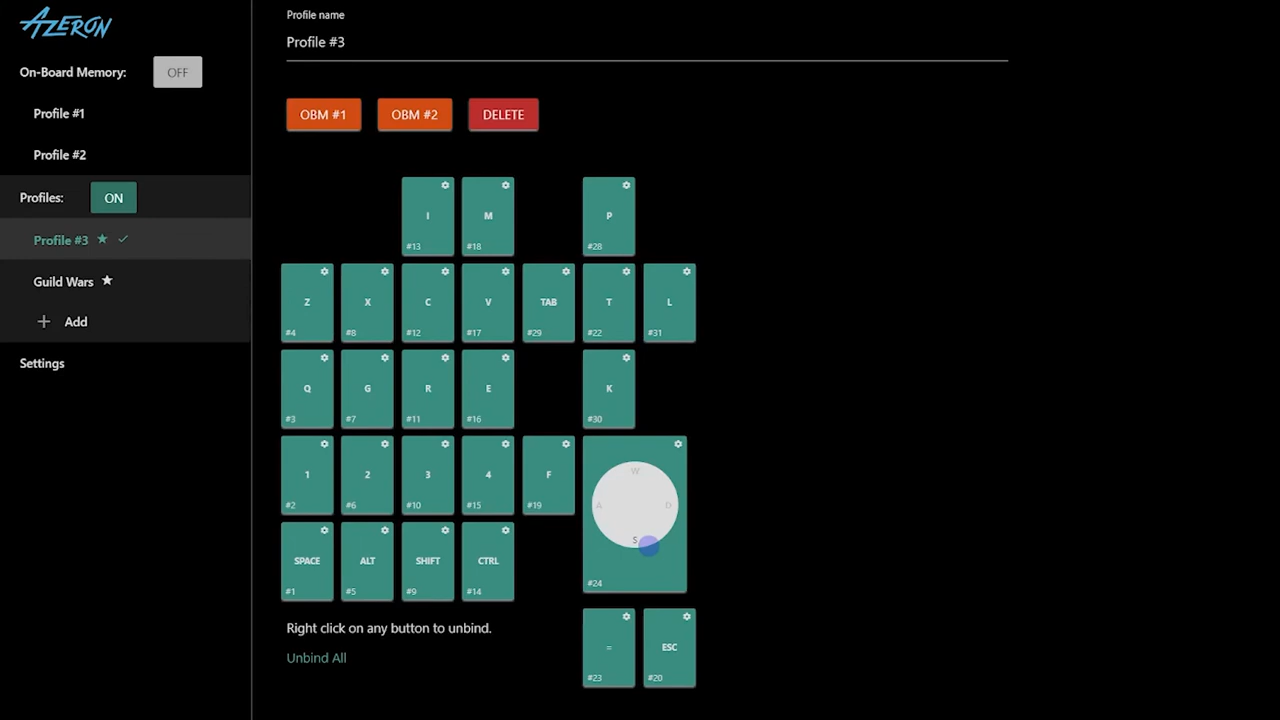 AZERON
On-Board Memory:
OFF
Profile #1
Profile #2
Profiles:
ON
Profile #3
Guild Wars
Add
Settings
Profile name
Profile #3
OBM #1
OBM #2
DELETE
I
#13
M
#18
P
#28
Z
#4
X
#8
C
#12
V
#17
TAB
#29
T
#22
L
#31
Q
#3
G
#7
R
#11
E
#16
K
#30
1
#2
2
#6
3
#10
4
#15
F
#19
W
A
D
S
#24
SPACE
#1
ALT
#5
SHIFT
#9
CTRL
#14
=
#23
ESC
#20
Right click on any button to unbind.
Unbind All